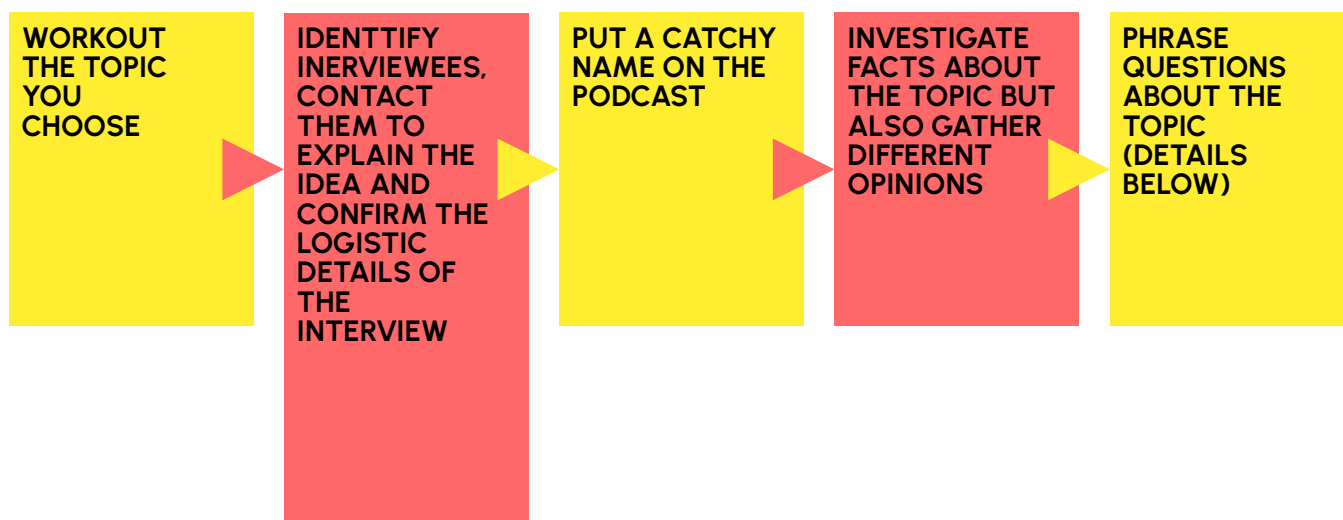 WORKOUT
THE TOPIC
YOU
CHOOSE
IDENTTIFY
INERVIEWEES,
CONTACT
THEM TO
EXPLAIN THE
IDEA AND
CONFIRM THE
LOGISTIC
DETAILS OF
THE
INTERVIEW
PUT A CATCHY
NAME ON THE
PODCAST
INVESTIGATE
FACTS ABOUT
THE TOPIC BUT
ALSO GATHER
DIFFERENT
OPINIONS
PHRASE
QUESTIONS
ABOUT THE
TOPIC
(DETAILS
BELOW)